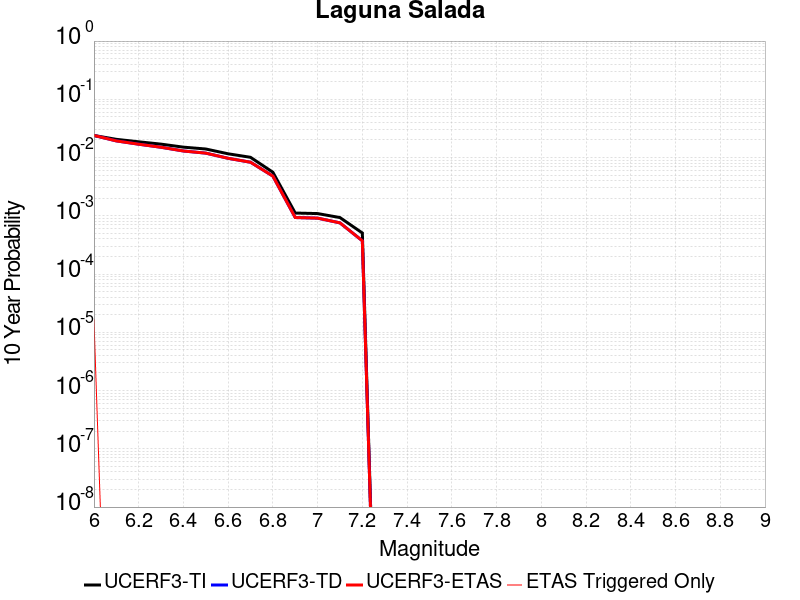 Laguna Salada
10^0
10^-1
10^-2
10^-3
10^-4
10^-5
10^-6
10^-7
10^-8
10 Year Probability
6 6.2 6.4 6.6 6.8 7 7.2 7.4 7.6 7.8 8 8.2 8.4 8.6 8.8 9
Magnitude
UCERF3-TI UCERF3-TD UCERF3-ETAS ETAS Triggered Only